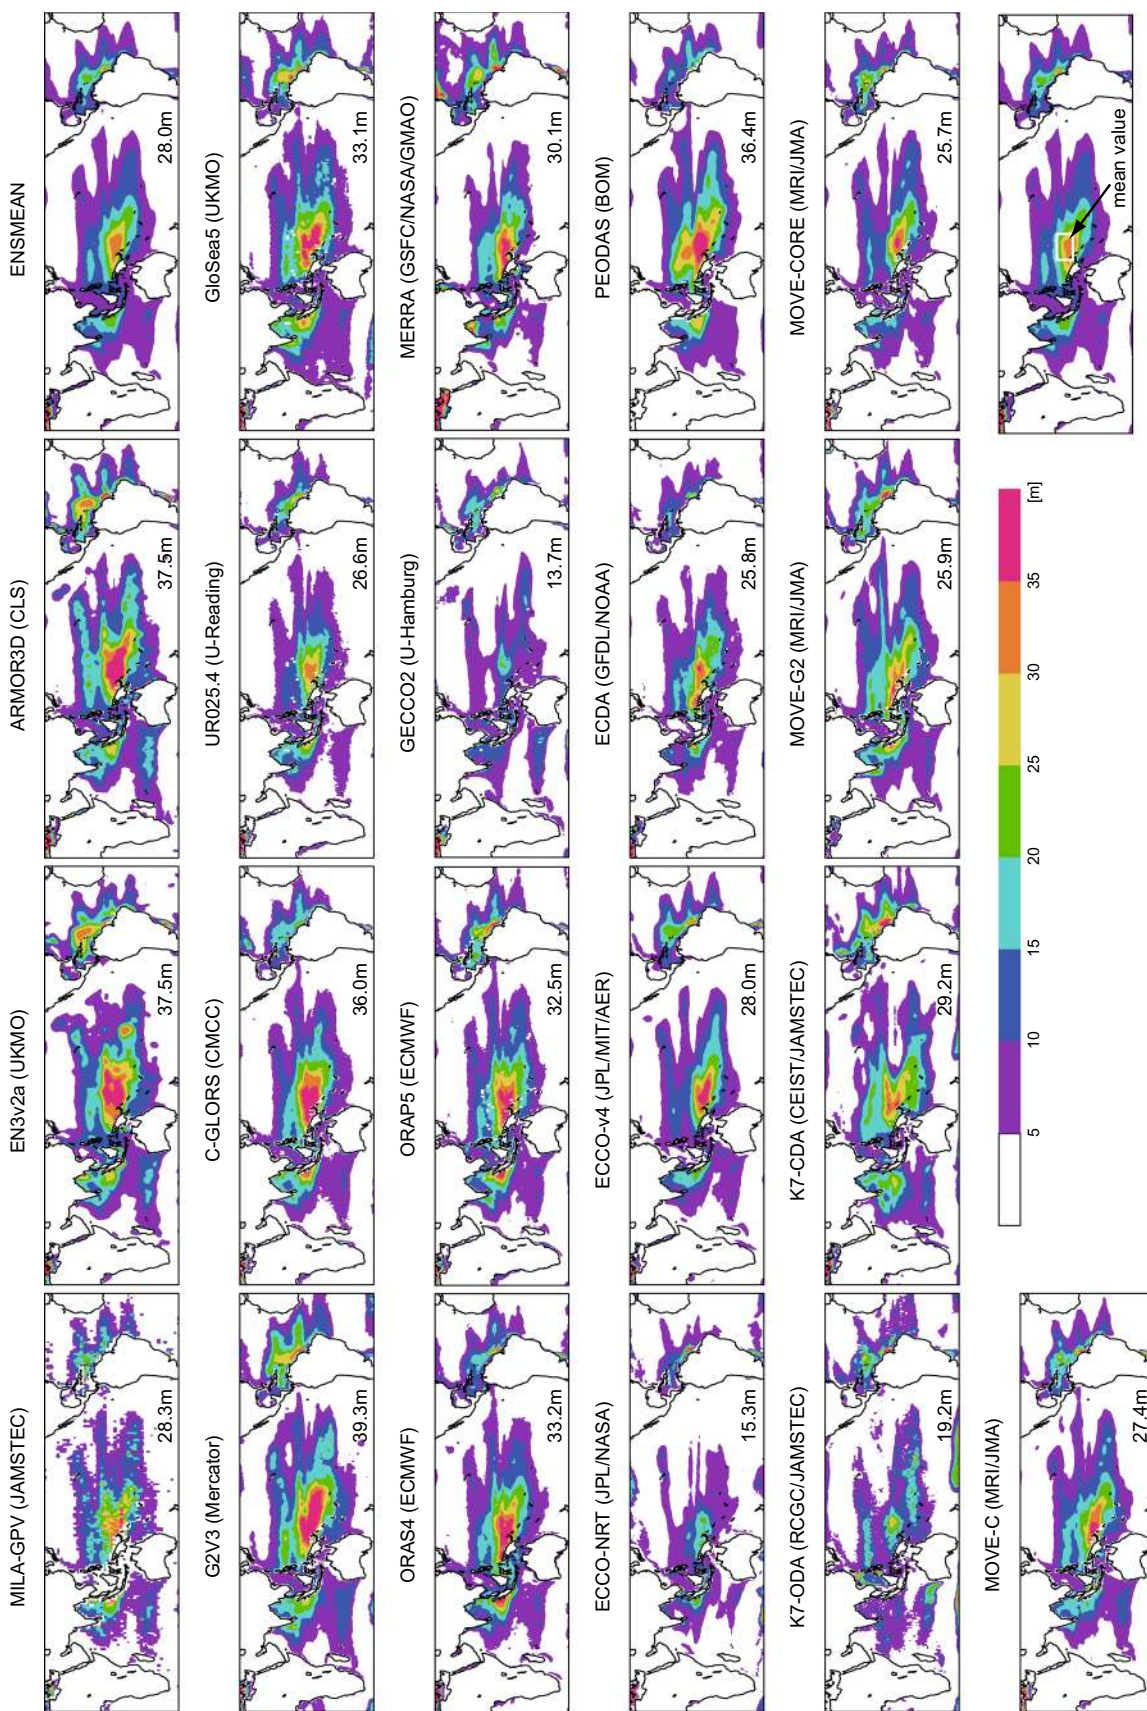 MILA-GPV (JAMSTEC)
28.3m
EN3v2a (UKMO)
37.5m
ARMOR3D (CLS)
37.5m
ENSMEAN
28.0m
G2V3 (Mercator)
39.3m
C-GLORS (CMCC)
36.0m
UR025.4 (U-Reading)
26.6m
GloSea5 (UKMO)
33.1m
ORAS4 (ECMWF)
33.2m
ORAP5 (ECMWF)
32.5m
GECCO2 (U-Hamburg)
13.7m
MERRA (GSFC/NASA/GMAO)
30.1m
ECCO-NRT (JPL/NASA)
15.3m
ECCO-v4 (JPL/MIT/AER)
28.0m
ECDA (GFDL/NOAA)
25.8m
PEODAS (BOM)
36.4m
K7-ODA (RCGC/JAMSTEC)
19.2m
K7-CDA (CEIST/JAMSTEC)
29.2m
MOVE-G2 (MRI/JMA)
25.9m
MOVE-CORE (MRI/JMA)
25.7m
MOVE-C (MRI/JMA)
27.4m
5 10 15 20 25 30 35 [m]
mean value